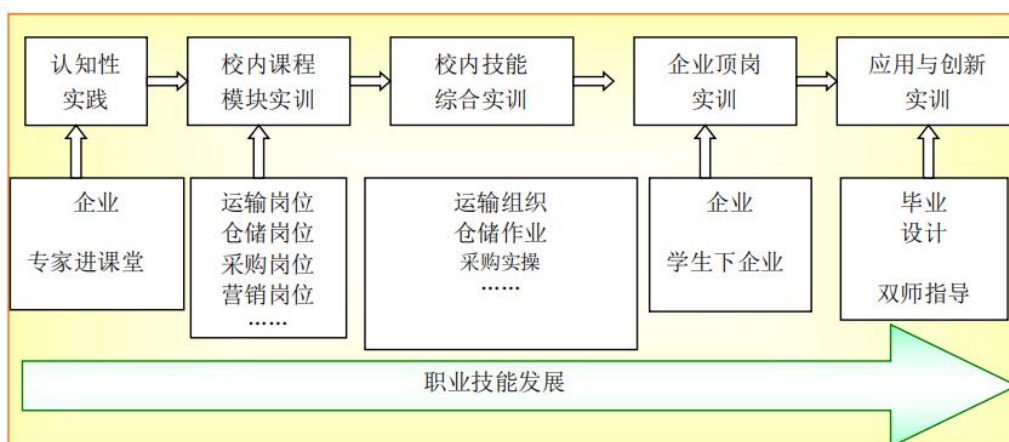 认知性
实践
校内课程
模块实训
校内技能
综合实训
企业顶岗
实训
应用与创新
实训
企业
专家进课堂
运输岗位
仓储岗位
采购岗位
营销岗位
……
运输组织
仓储作业
采购实操
……
企业
学生下企业
毕业
设计
双师指导
职业技能发展